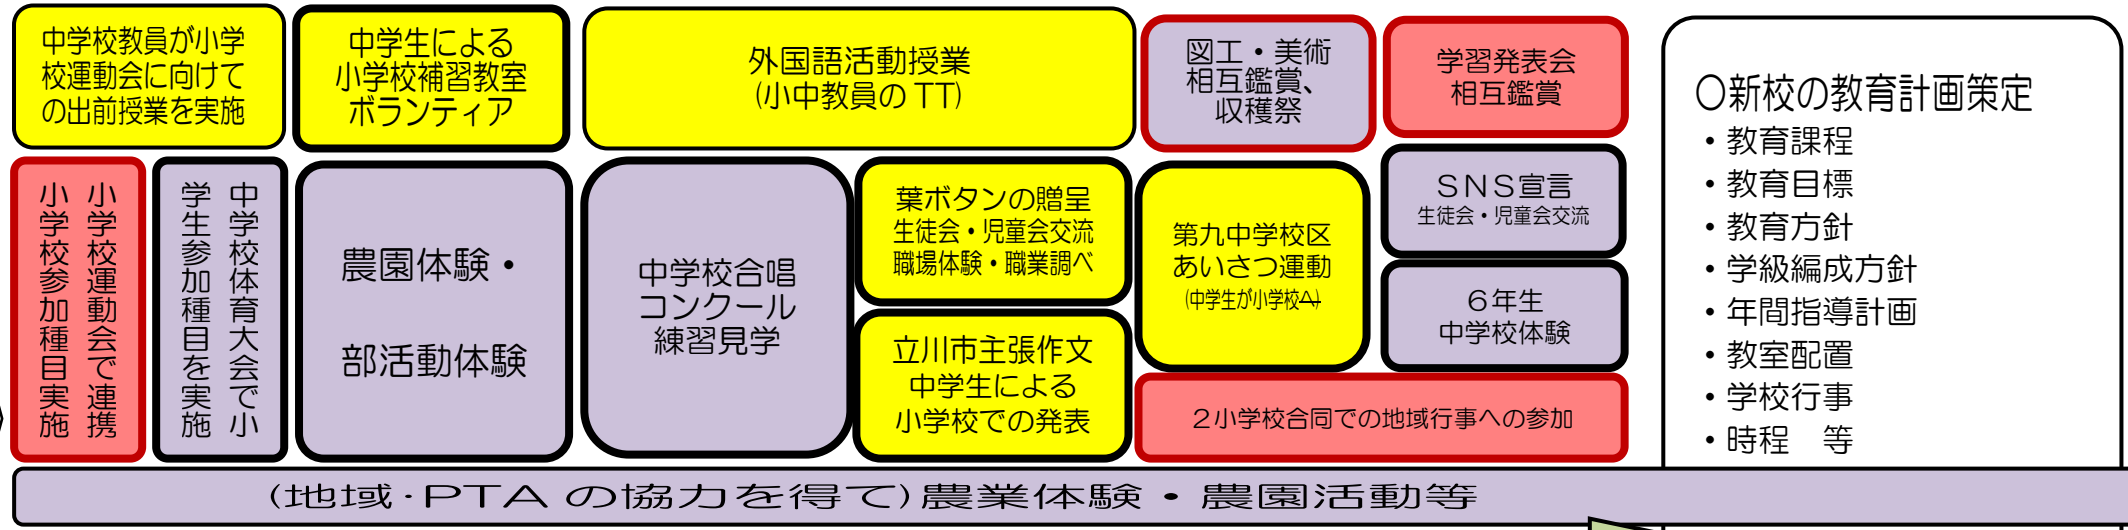 中学校教員が小学
校運動会に向けて
の出前授業を実施
中学生による
小学校補習教室
ボランティア
外国語活動授業
(小中教員の TT)
図工・美術
相互鑑賞、
収穫祭
学習発表会
相互鑑賞
小学校運動会で連携
小学校参加種目実施
中学校体育大会で小
学生参加種目を実施
農園体験・
部活動体験
中学校合唱
コンクール
練習見学
葉ボタンの贈呈
生徒会・児童会交流
職場体験・職業調べ
立川市主張作文
中学生による
小学校での発表
第九中学校区
あいさつ運動
(中学生が小学校へ)
SNS宣言
生徒会・児童会交流
6年生
中学校体験
2小学校合同での地域行事への参加
(地域・PTA の協力を得て)農業体験・農園活動等
〇新校の教育計画策定
・教育課程
・教育目標
・教育方針
・学級編成方針
・年間指導計画
・教室配置
・学校行事
・時程 等